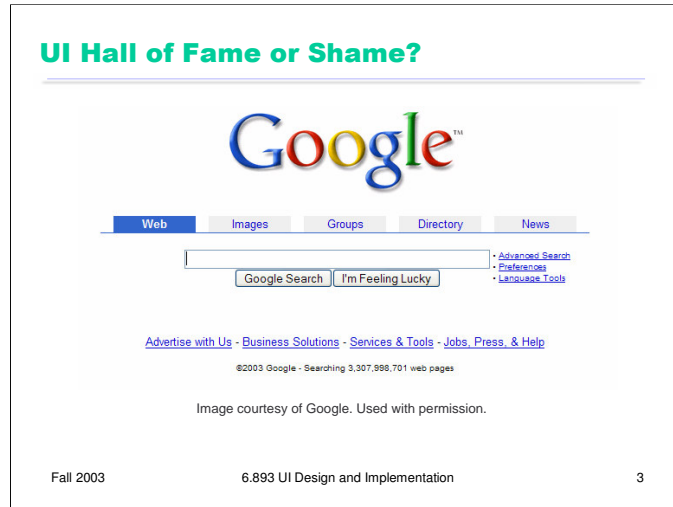 UI Hall of Fame or Shame?
Google™
Web Images Groups Directory News
• Advanced Search
• Preferences
• Language Tools
Google Search I'm Feeling Lucky
Advertise with Us - Business Solutions - Services & Tools - Jobs, Press, & Help
©2003 Google - Searching 3,307,998,701 web pages
Image courtesy of Google. Used with permission.
Fall 2003 6.893 UI Design and Implementation 3